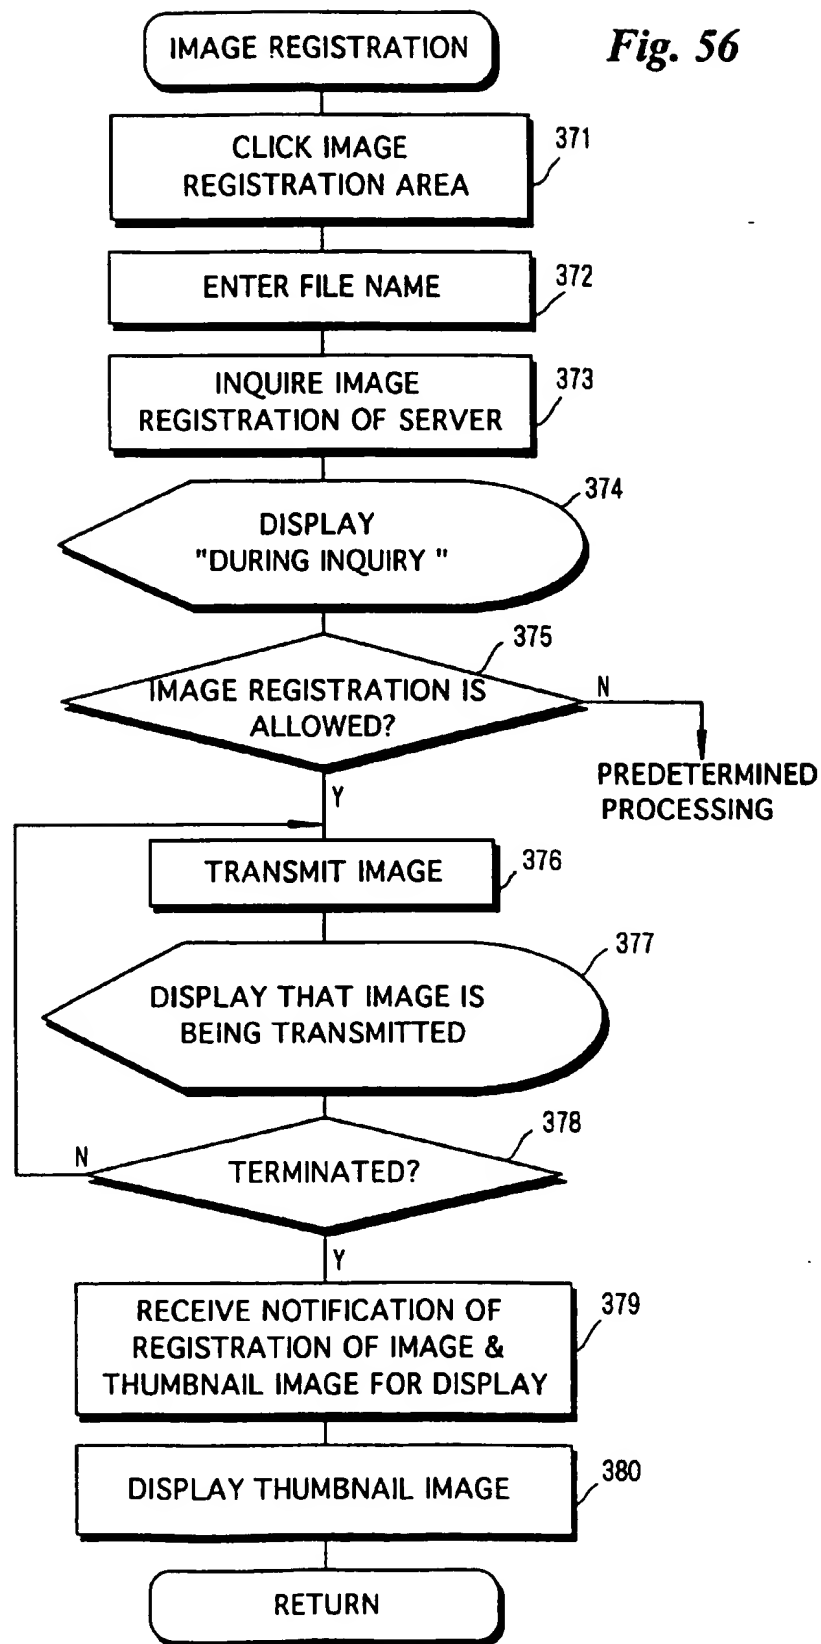 Fig. 56
IMAGE REGISTRATION
CLICK IMAGE
REGISTRATION AREA
371
ENTER FILE NAME
372
INQUIRE IMAGE
REGISTRATION OF SERVER
373
DISPLAY
"DURING INQUIRY "
374
IMAGE REGISTRATION IS
ALLOWED?
375
N
PREDETERMINED
PROCESSING
Y
TRANSMIT IMAGE
376
DISPLAY THAT IMAGE IS
BEING TRANSMITTED
377
TERMINATED?
378
N
Y
RECEIVE NOTIFICATION OF
REGISTRATION OF IMAGE &
THUMBNAIL IMAGE FOR DISPLAY
379
DISPLAY THUMBNAIL IMAGE
380
RETURN